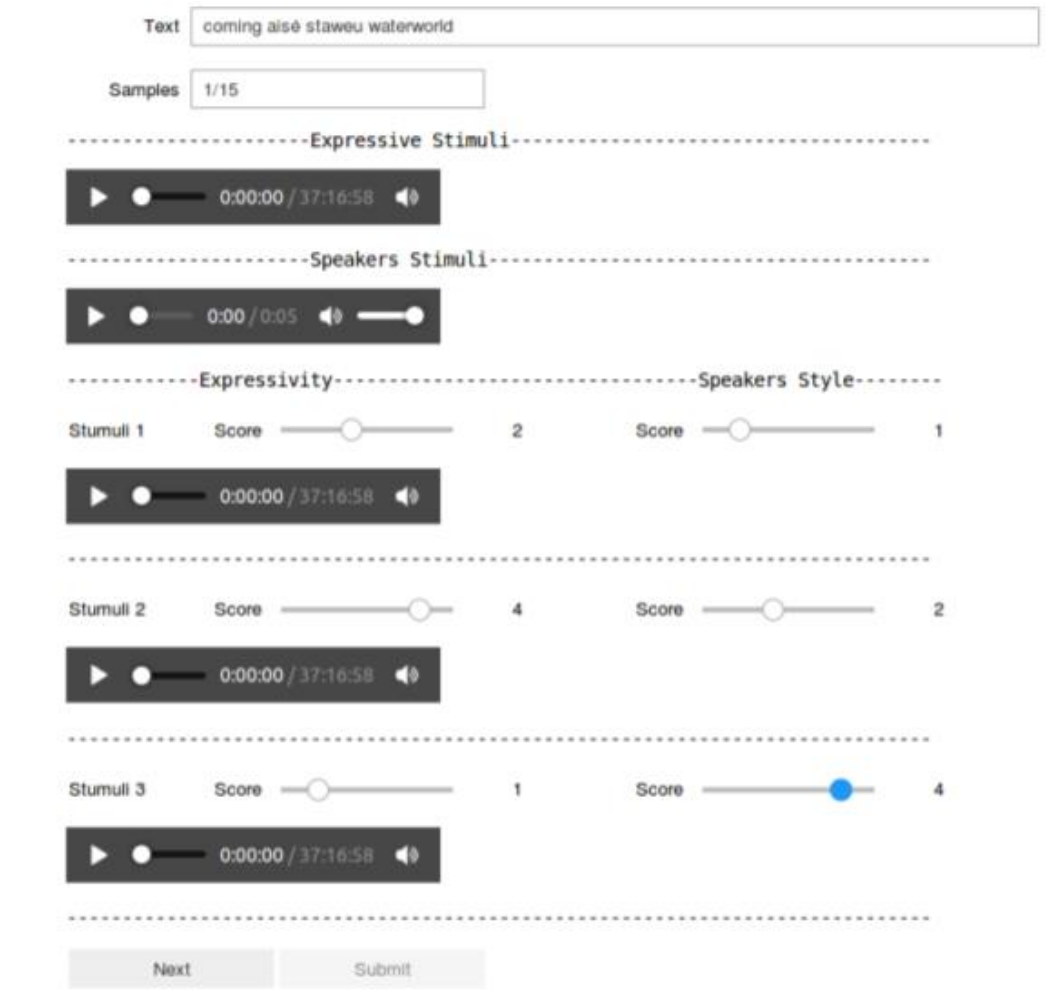 Text coming aisé staweu waterworld
Samples 1/15
-----------------------Expressive Stimuli---------------------------------------
0:00:00 / 37:16:58
-----------------------Speakers Stimuli------------------------------------------
0:00 / 0:05
------------Expressivity----------------------------------Speakers Style--------
Stumuli 1 Score 2 Score 1
0:00:00 / 37:16:58
--------------------------------------------------------------------------------
Stumuli 2 Score 4 Score 2
0:00:00 / 37:16:58
--------------------------------------------------------------------------------
Stumuli 3 Score 1 Score 4
0:00:00 / 37:16:58
--------------------------------------------------------------------------------
Next Submit